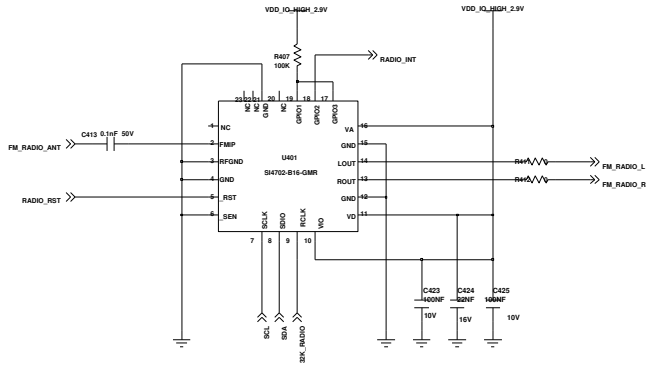 VDD_IO_HIGH_2.9V
VDD_IO_HIGH_2.9V
R407
100K
RADIO_INT
23 22 21 20 19 18 17
NC NC GND NC GPIO1 GPIO2 GPIO3
C413 0.1nF 50V
FM_RADIO_ANT
RADIO_RST
1 NC
2 FMIP
3 RFGND
4 GND
5 _RST
6 _SEN
U401
SI4702-B16-GMR
VA 16
GND 15
LOUT 14
ROUT 13
GND 12
VD 11
FM_RADIO_L
FM_RADIO_R
SCLK SDIO RCLK VIO
7 8 9 10
SCL SDA 32K_RADIO
C423
100NF
10V
C424
22NF
16V
C425
100NF
10V